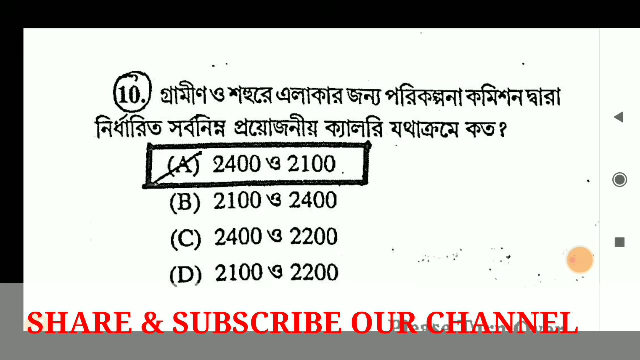 10. গ্রামীণ ও শহুরে এলাকার জন্য পরিকল্পনা কমিশন দ্বারা
নির্ধারিত সর্বনিম্ন প্রয়োজনীয় ক্যালরি যথাক্রমে কত?
(A) 2400 ও 2100
(B) 2100 ও 2400
(C) 2400 ও 2200
(D) 2100 ও 2200
SHARE & SUBSCRIBE OUR CHANNEL